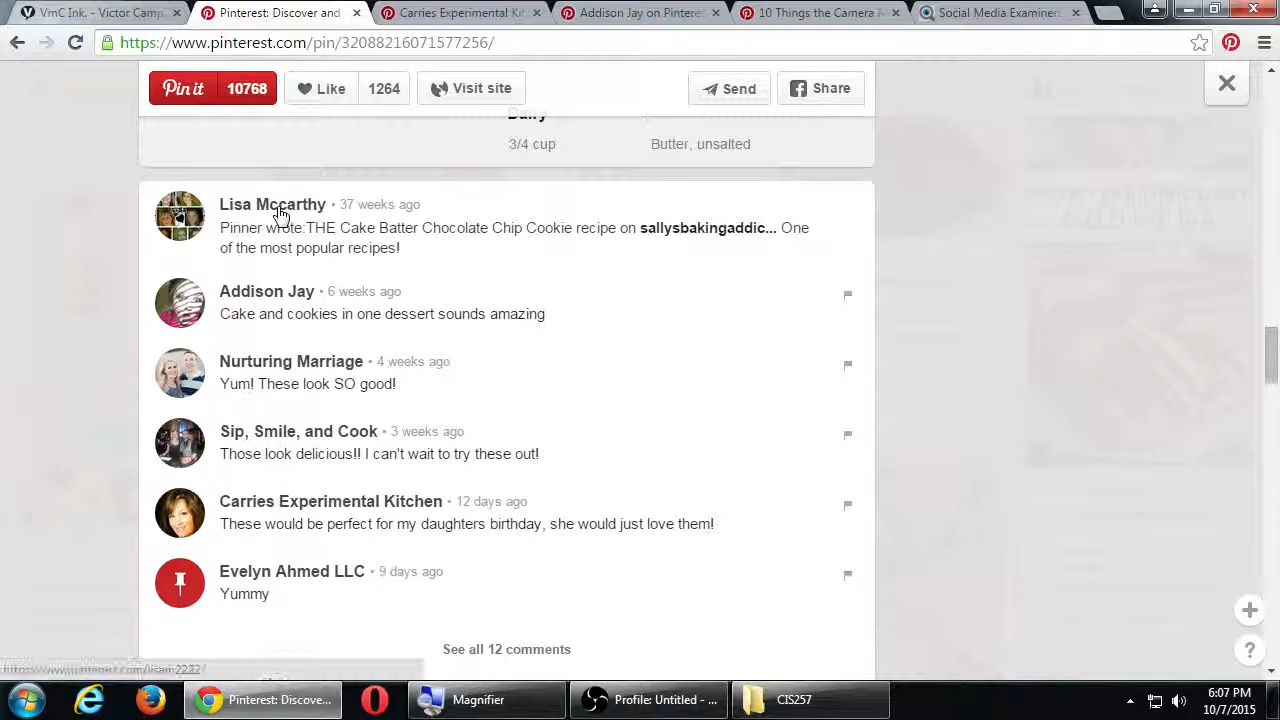 VmC Ink. - Victor Camp
Pinterest: Discover and
Carries Experimental Kit
Addison Jay on Pinteres
10 Things the Camera
Social Media Examiner:
https://www.pinterest.com/pin/32088216071577256/
Pin it 10768 Like 1264 Visit site Send Share
Dairy
3/4 cup Butter, unsalted
Lisa Mccarthy • 37 weeks ago
Pinner wrote:THE Cake Batter Chocolate Chip Cookie recipe on sallysbakingaddic... One
of the most popular recipes!
Addison Jay • 6 weeks ago
Cake and cookies in one dessert sounds amazing
Nurturing Marriage • 4 weeks ago
Yum! These look SO good!
Sip, Smile, and Cook • 3 weeks ago
Those look delicious!! I can't wait to try these out!
Carries Experimental Kitchen • 12 days ago
These would be perfect for my daughters birthday, she would just love them!
Evelyn Ahmed LLC • 9 days ago
Yummy
See all 12 comments
?
Pinterest: Discove...
Magnifier
Profile: Untitled - ...
CIS257
6:07 PM
10/7/2015